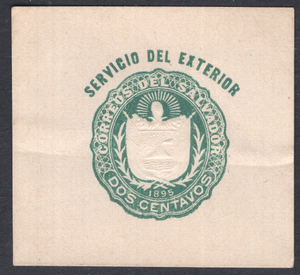 SERVICIO DEL EXTERIOR
CORREOS DEL SALVADOR
1895
DOS CENTAVOS